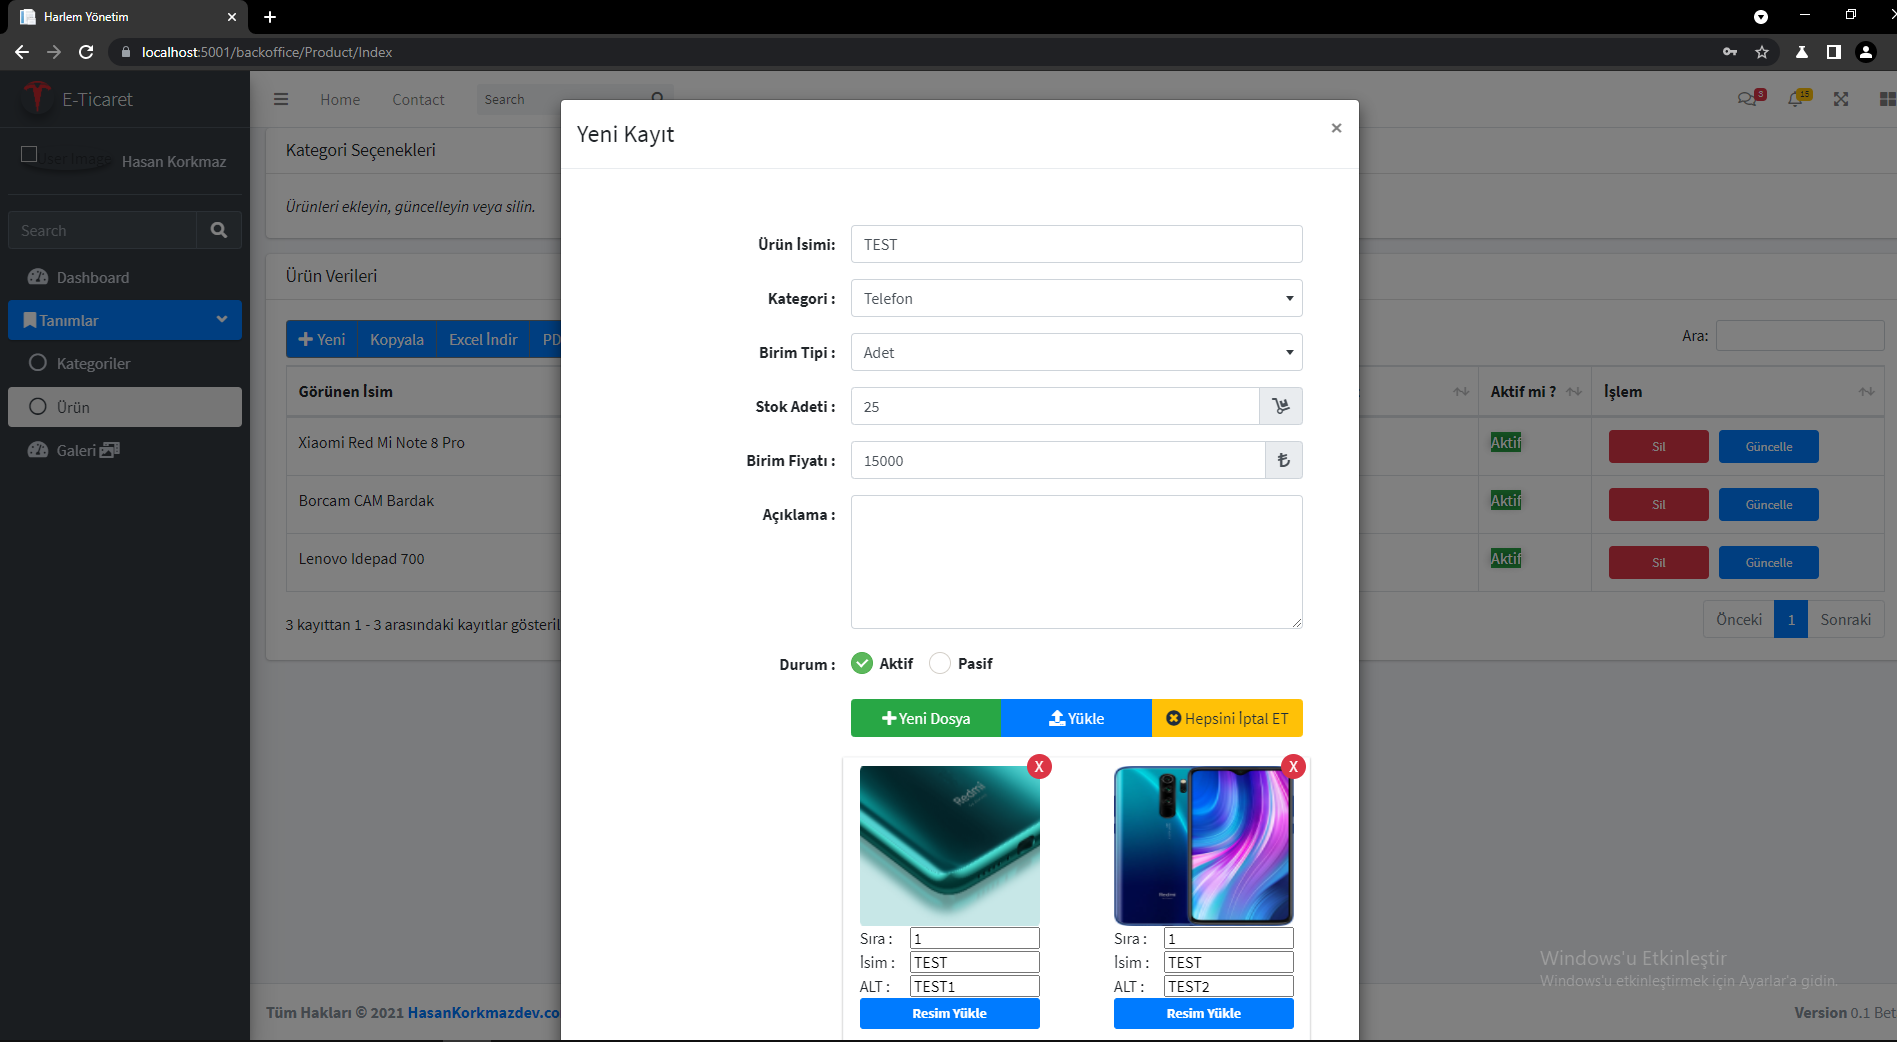 Harlem Yönetim
localhost:5001/backoffice/Product/Index
E-Ticaret
Home
Contact
Search
3
15
User Image
Hasan Korkmaz
Search
Dashboard
Tanımlar
Kategoriler
Ürün
Galeri
Kategori Seçenekleri
Ürünleri ekleyin, güncelleyin veya silin.
Ürün Verileri
Yeni
Kopyala
Excel İndir
PD
Ara:
Görünen İsim
Aktif mi ?
İşlem
Xiaomi Red Mi Note 8 Pro
Aktif
Sil
Güncelle
Borcam CAM Bardak
Aktif
Sil
Güncelle
Lenovo Idepad 700
Aktif
Sil
Güncelle
3 kayıttan 1 - 3 arasındaki kayıtlar gösteril
Önceki
1
Sonraki
Yeni Kayıt
×
Ürün İsimi:
TEST
Kategori :
Telefon
Birim Tipi :
Adet
Stok Adeti :
25
Birim Fiyatı :
15000
₺
Açıklama :
Durum :
Aktif
Pasif
Yeni Dosya
Yükle
Hepsini İptal ET
X
Redmi
Sıra :
1
İsim :
TEST
ALT :
TEST1
Resim Yükle
X
Redmi
Sıra :
1
İsim :
TEST
ALT :
TEST2
Resim Yükle
Windows'u Etkinleştir
Windows'u etkinleştirmek için Ayarlar'a gidin.
Tüm Hakları © 2021 HasanKorkmazdev.co
Version 0.1 Bet